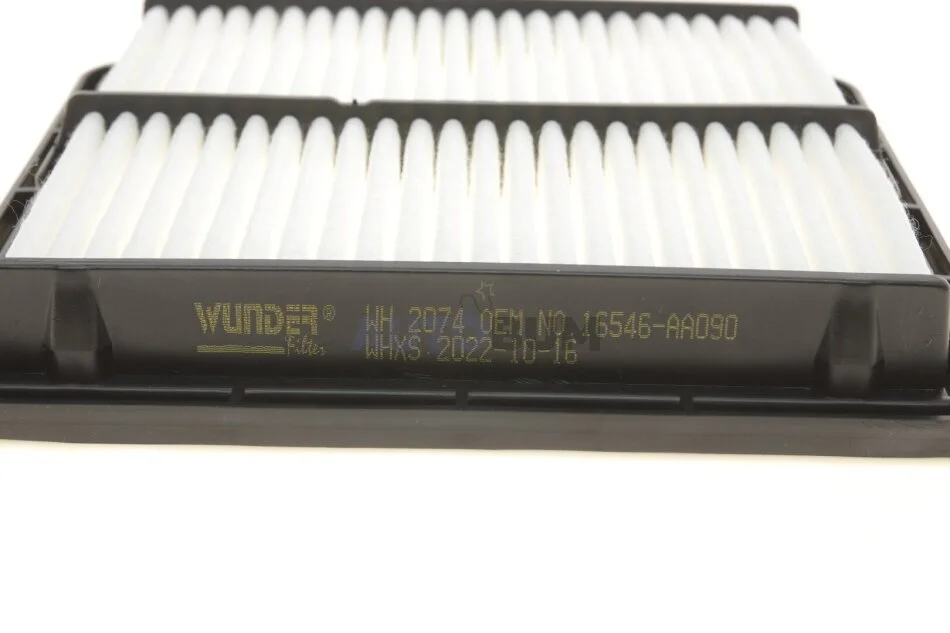 WUNDER® WH 2074 OEM NO.16546-AA090
Filter WHXS 2022-10-16